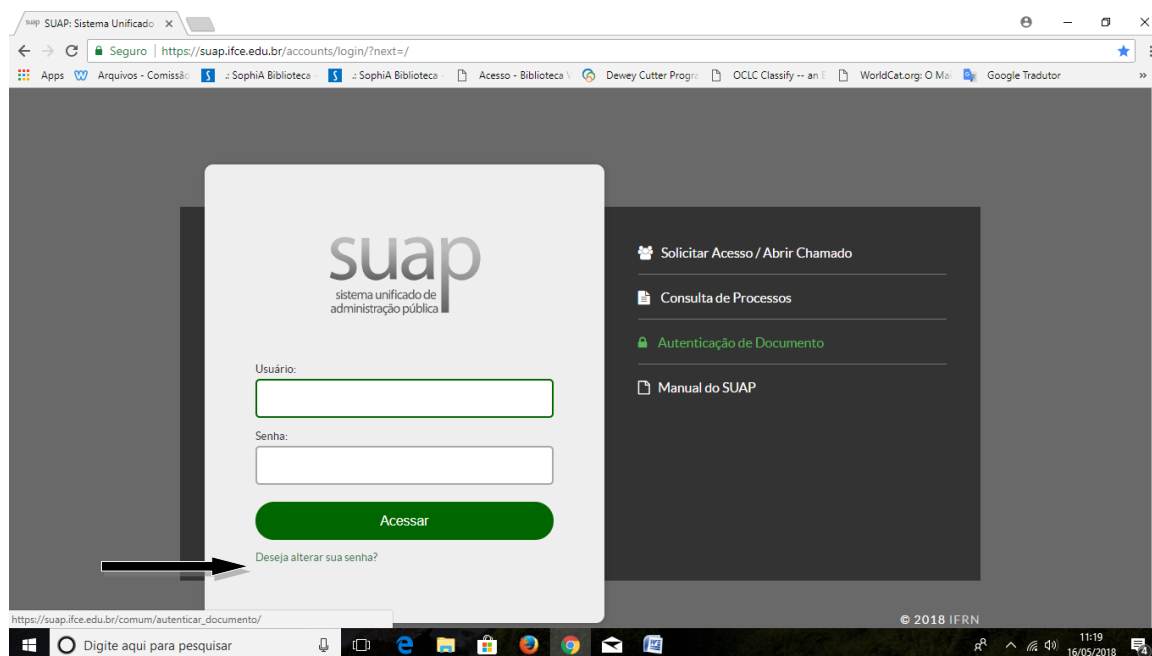 suap SUAP: Sistema Unificado
Seguro | https://suap.ifce.edu.br/accounts/login/?next=/
Apps Arquivos - Comissão .: SophiA Biblioteca - .: SophiA Biblioteca - Acesso - Biblioteca Dewey Cutter Progra OCLC Classify -- an E WorldCat.org: O Ma Google Tradutor »
suap
sistema unificado de
administração pública
Usuário:
Senha:
Acessar
Deseja alterar sua senha?
Solicitar Acesso / Abrir Chamado
Consulta de Processos
Autenticação de Documento
Manual do SUAP
https://suap.ifce.edu.br/comum/autenticar_documento/
© 2018 IFRN
Digite aqui para pesquisar
11:19
16/05/2018
4